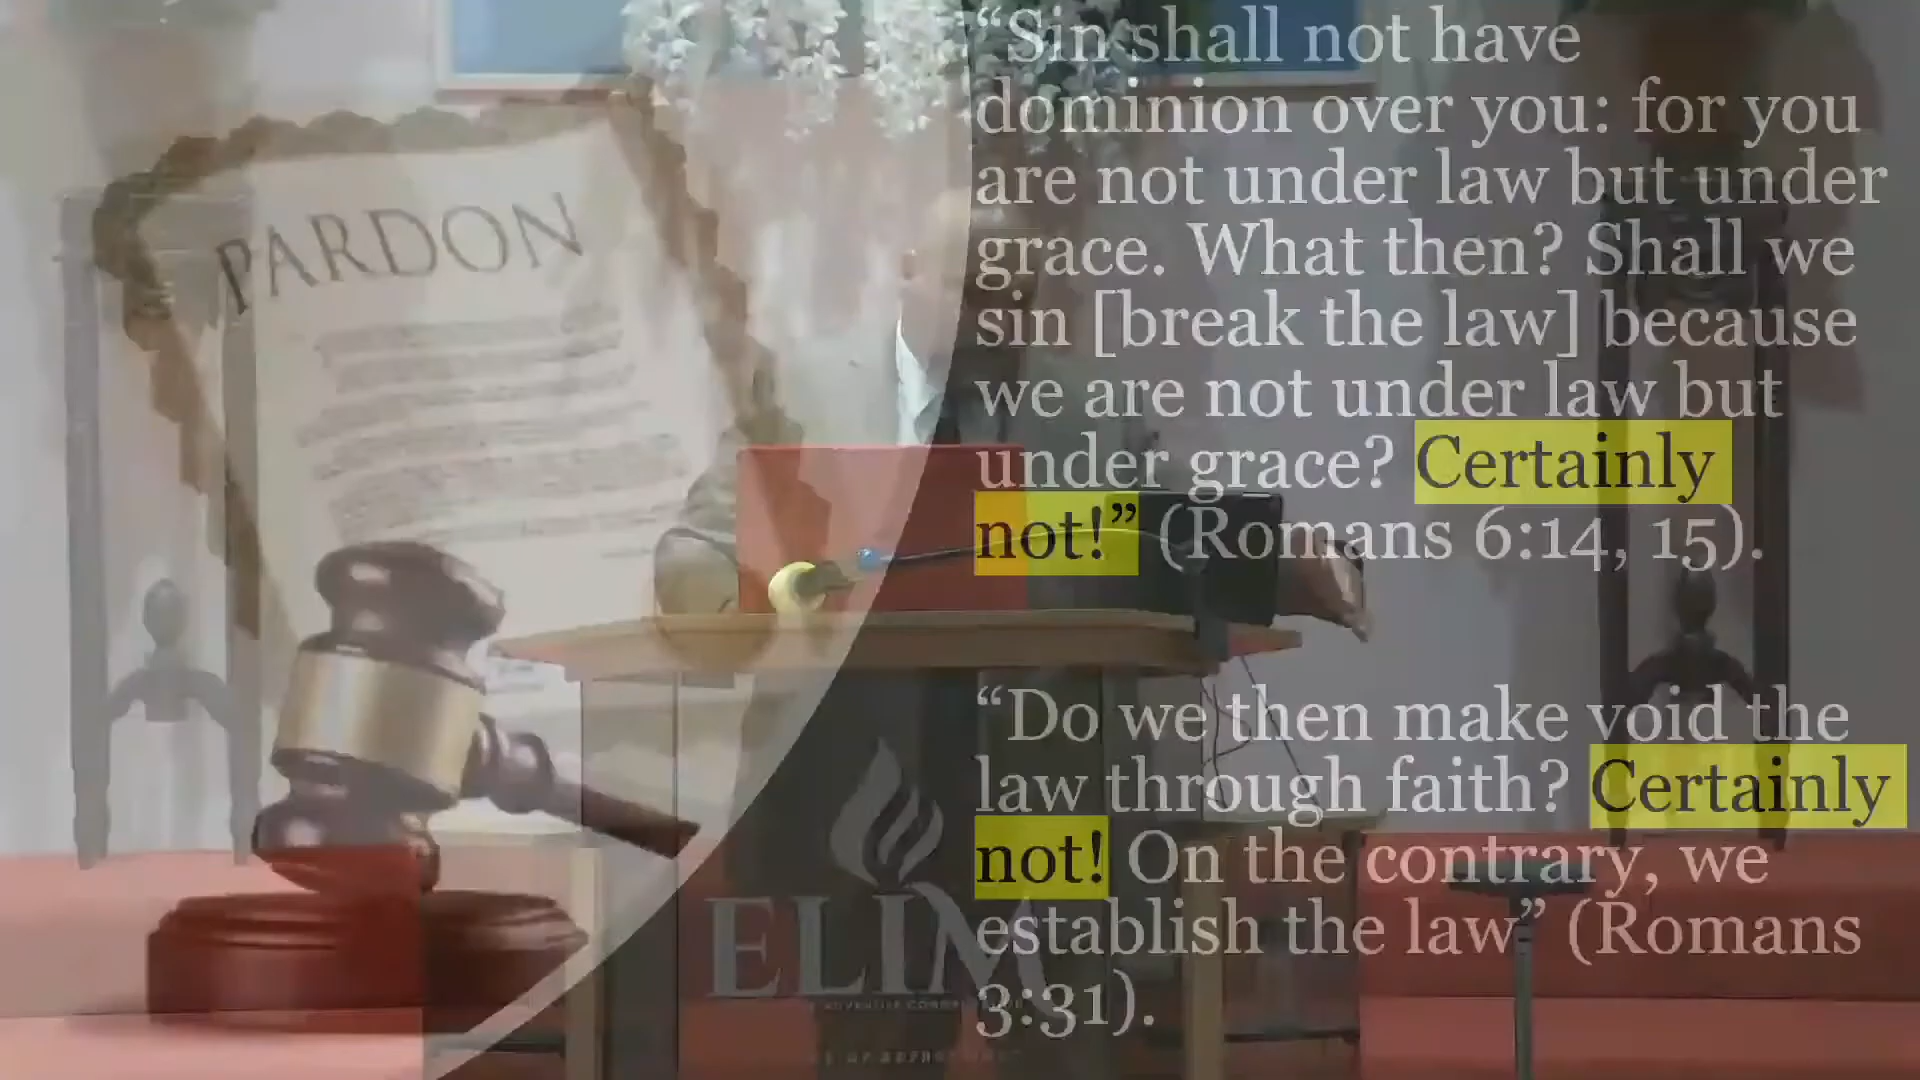 PARDON
“Sin shall not have
dominion over you: for you
are not under law but under
grace. What then? Shall we
sin [break the law] because
we are not under law but
under grace? Certainly
not!” (Romans 6:14, 15).
“Do we then make void the
law through faith? Certainly
not! On the contrary, we
establish the law” (Romans
3:31).
ELIM